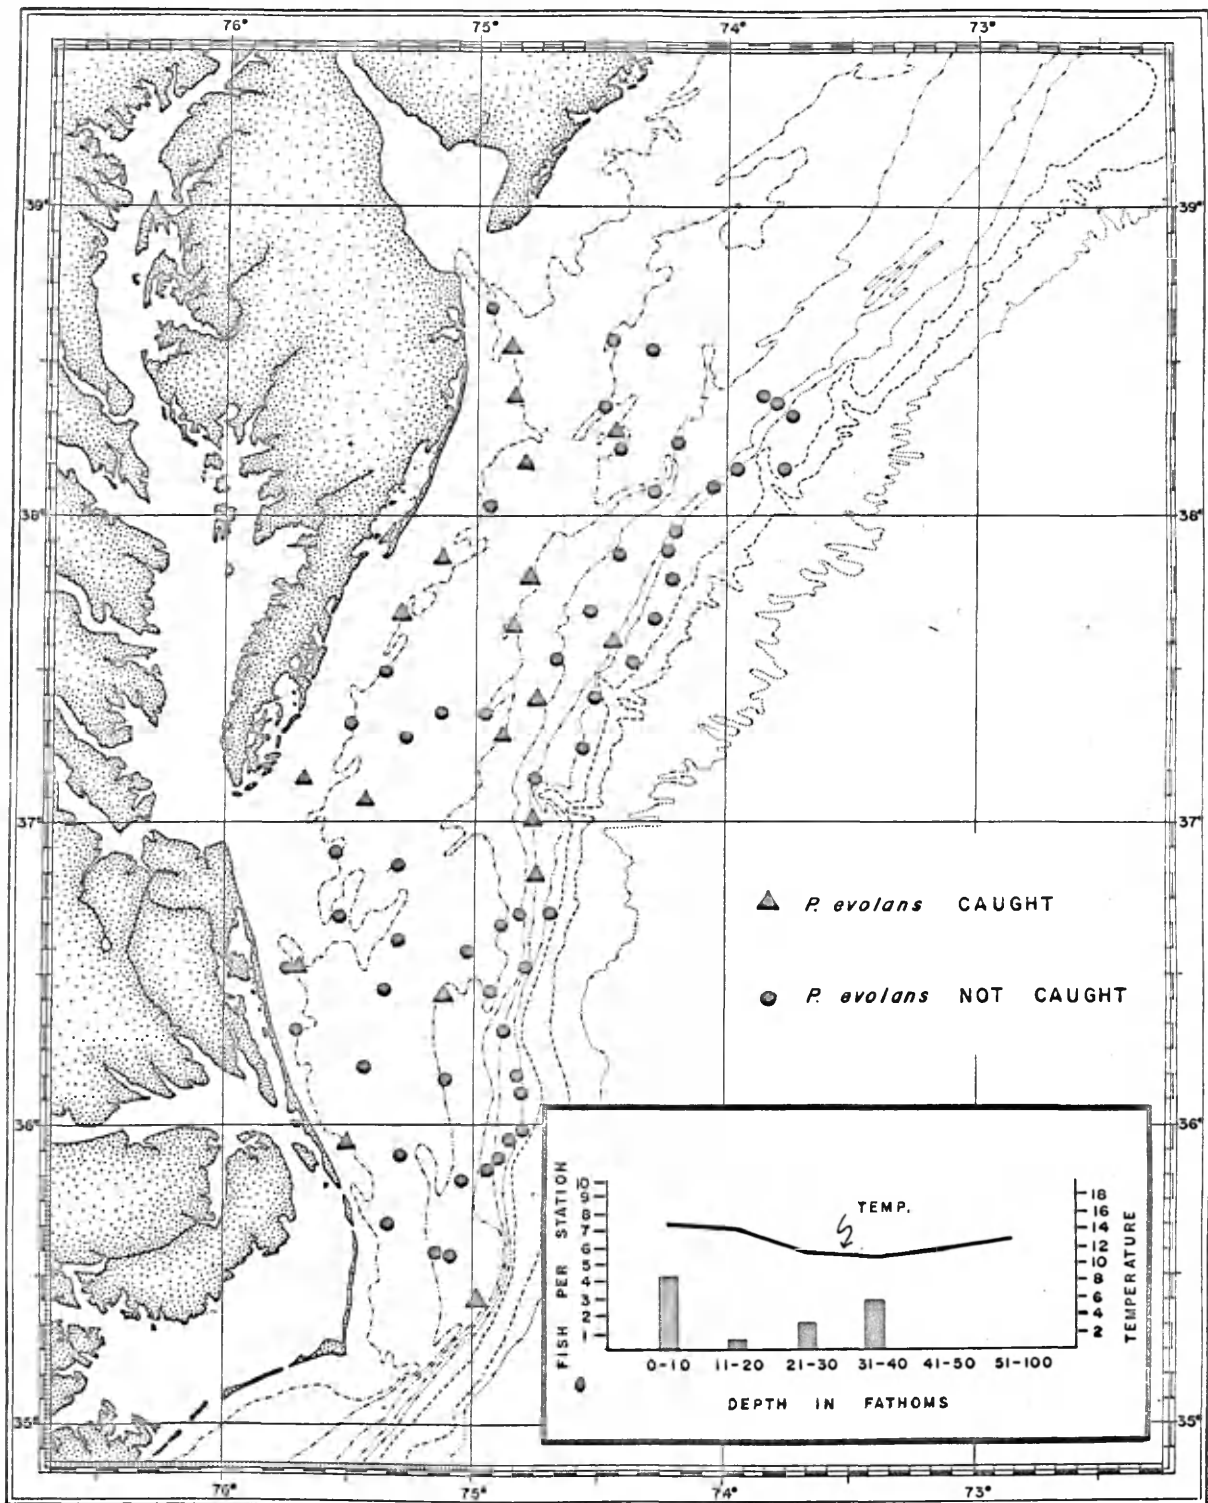 76° 75° 74° 73°
39° 39°
38° 38°
37° 37°
P. evolans CAUGHT
P. evolans NOT CAUGHT
36° 36°
FISH PER STATION
10
9
8
7
6
5
4
3
2
1
TEMP.
18
16
14
12
10
8
6
4
2
TEMPERATURE
0-10 11-20 21-30 31-40 41-50 51-100
DEPTH IN FATHOMS
35° 35°
76° 75° 74° 73°